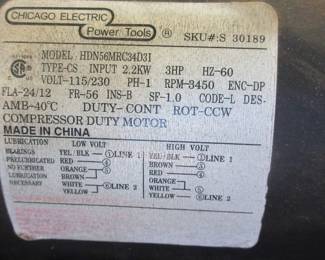 CHICAGO ELECTRIC
Power Tools®
SKU#:S 30189
MODEL HDN56MRC34D3I
TYPE-CS INPUT 2.2KW 3HP HZ-60
VOLT-115/230 PH-1 RPM-3450 ENC-DP
FLA-24/12 FR-56 INS-B SF-1.0 CODE-L DES-
AMB-40°C DUTY-CONT ROT-CCW
COMPRESSOR DUTY MOTOR
MADE IN CHINA
LUBRICATION LOW VOLT HIGH VOLT
BEARINGS YEL/BLK ①LINE 1 YEL/BLK ①LINE 1
PRELUBRICATED RED RED
NO FURTHER ORANGE BROWN
LUBRICATION BROWN ORANGE
NECESSARY WHITE ⑥LINE 2 WHITE
YELLOW YELLOW ⑥LINE 2